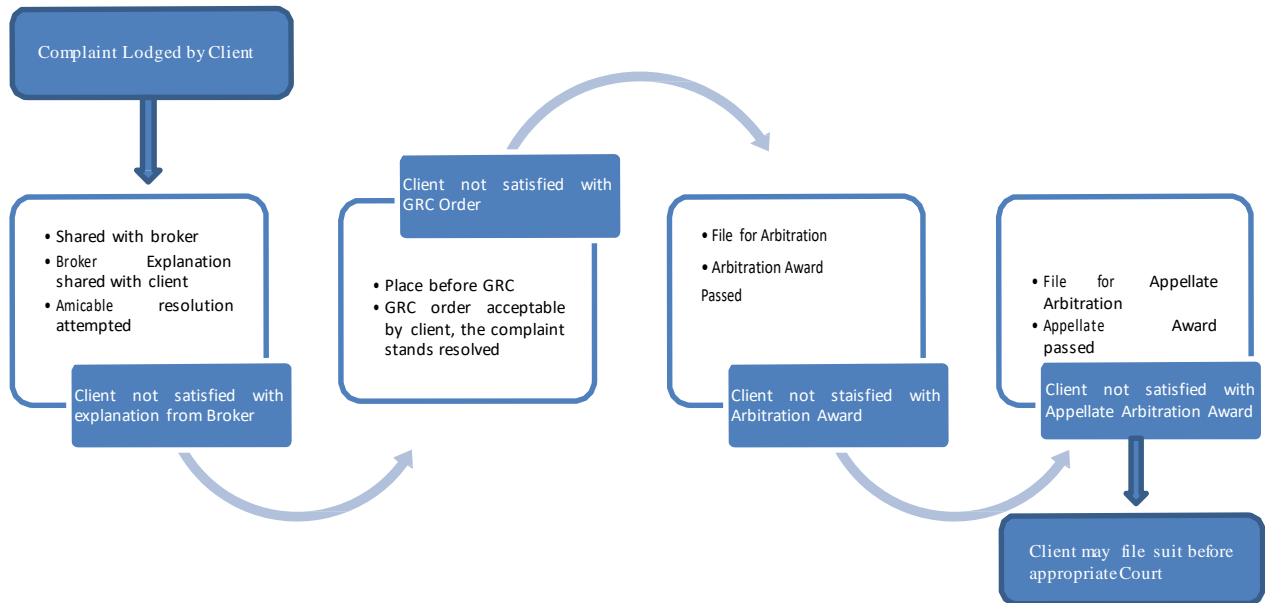 Complaint Lodged by Client
• Shared with broker
• Broker Explanation
shared with client
• Amicable resolution
attempted
Client not satisfied with
explanation from Broker
Client not satisfied with
GRC Order
• Place before GRC
• GRC order acceptable
by client, the complaint
stands resolved
• File for Arbitration
• Arbitration Award
Passed
Client not staisfied with
Arbitration Award
• File for Appellate
Arbitration
• Appellate Award
passed
Client not satisfied with
Appellate Arbitration Award
Client may file suit before
appropriate Court